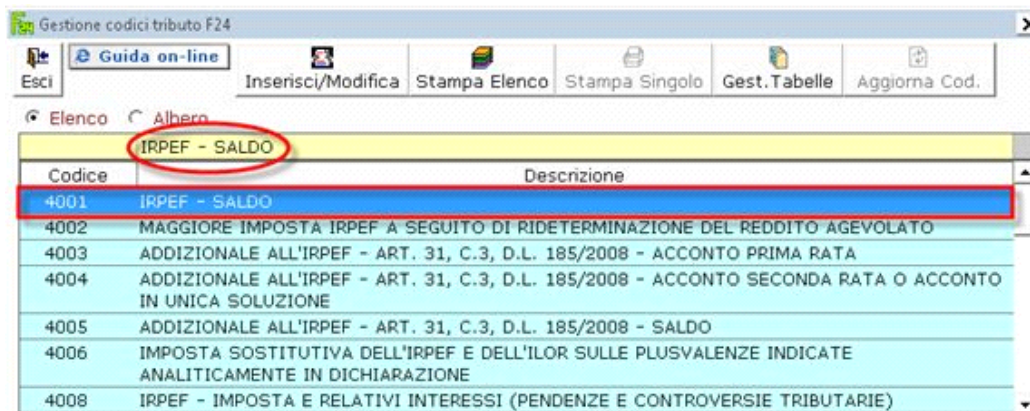 F24 Gestione codici tributo F24
Guida on-line
Esci Inserisci/Modifica Stampa Elenco Stampa Singolo Gest.Tabelle Aggiorna Cod.
Elenco Albero
IRPEF - SALDO
Codice Descrizione
4001 IRPEF - SALDO
4002 MAGGIORE IMPOSTA IRPEF A SEGUITO DI RIDETERMINAZIONE DEL REDDITO AGEVOLATO
4003 ADDIZIONALE ALL'IRPEF - ART. 31, C.3, D.L. 185/2008 - ACCONTO PRIMA RATA
4004 ADDIZIONALE ALL'IRPEF - ART. 31, C.3, D.L. 185/2008 - ACCONTO SECONDA RATA O ACCONTO
IN UNICA SOLUZIONE
4005 ADDIZIONALE ALL'IRPEF - ART. 31, C.3, D.L. 185/2008 - SALDO
4006 IMPOSTA SOSTITUTIVA DELL'IRPEF E DELL'ILOR SULLE PLUSVALENZE INDICATE
ANALITICAMENTE IN DICHIARAZIONE
4008 IRPEF - IMPOSTA E RELATIVI INTERESSI (PENDENZE E CONTROVERSIE TRIBUTARIE)